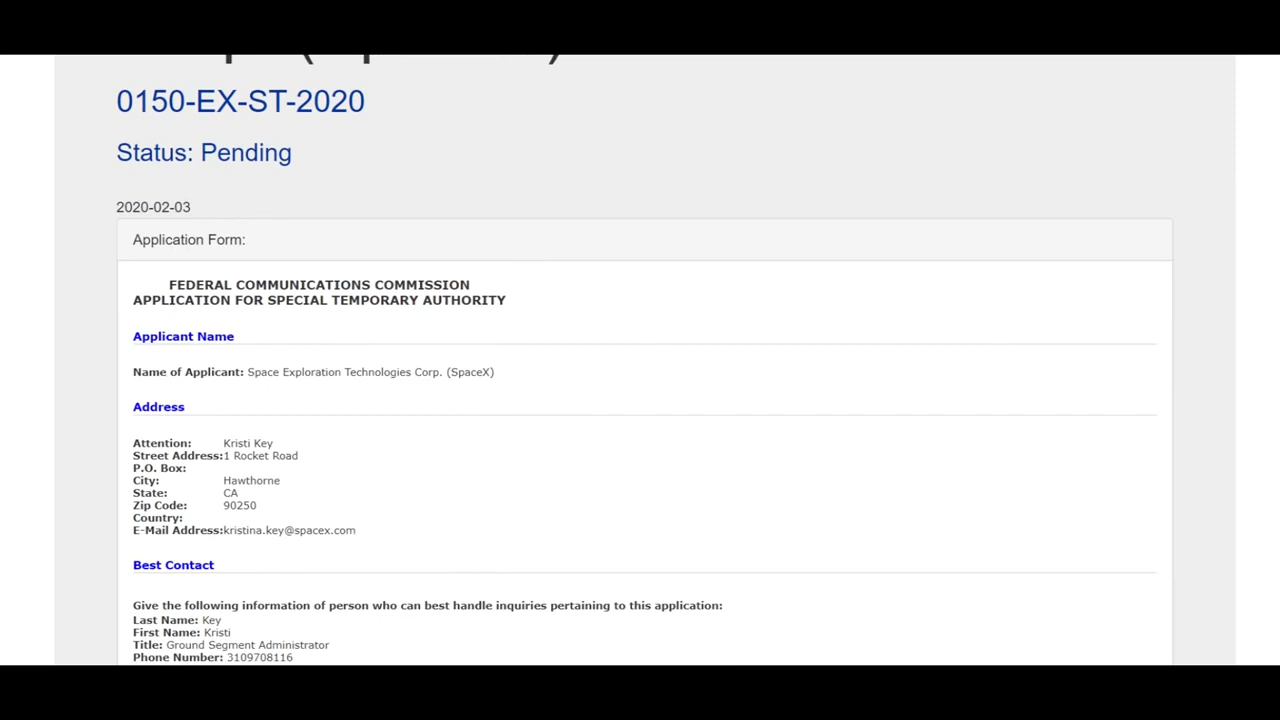 0150-EX-ST-2020
Status: Pending
2020-02-03
Application Form:
FEDERAL COMMUNICATIONS COMMISSION
APPLICATION FOR SPECIAL TEMPORARY AUTHORITY
Applicant Name
Name of Applicant: Space Exploration Technologies Corp. (SpaceX)
Address
Attention: Kristi Key
Street Address:1 Rocket Road
P.O. Box:
City: Hawthorne
State: CA
Zip Code: 90250
Country:
E-Mail Address:kristina.key@spacex.com
Best Contact
Give the following information of person who can best handle inquiries pertaining to this application:
Last Name: Key
First Name: Kristi
Title: Ground Segment Administrator
Phone Number: 3109708116